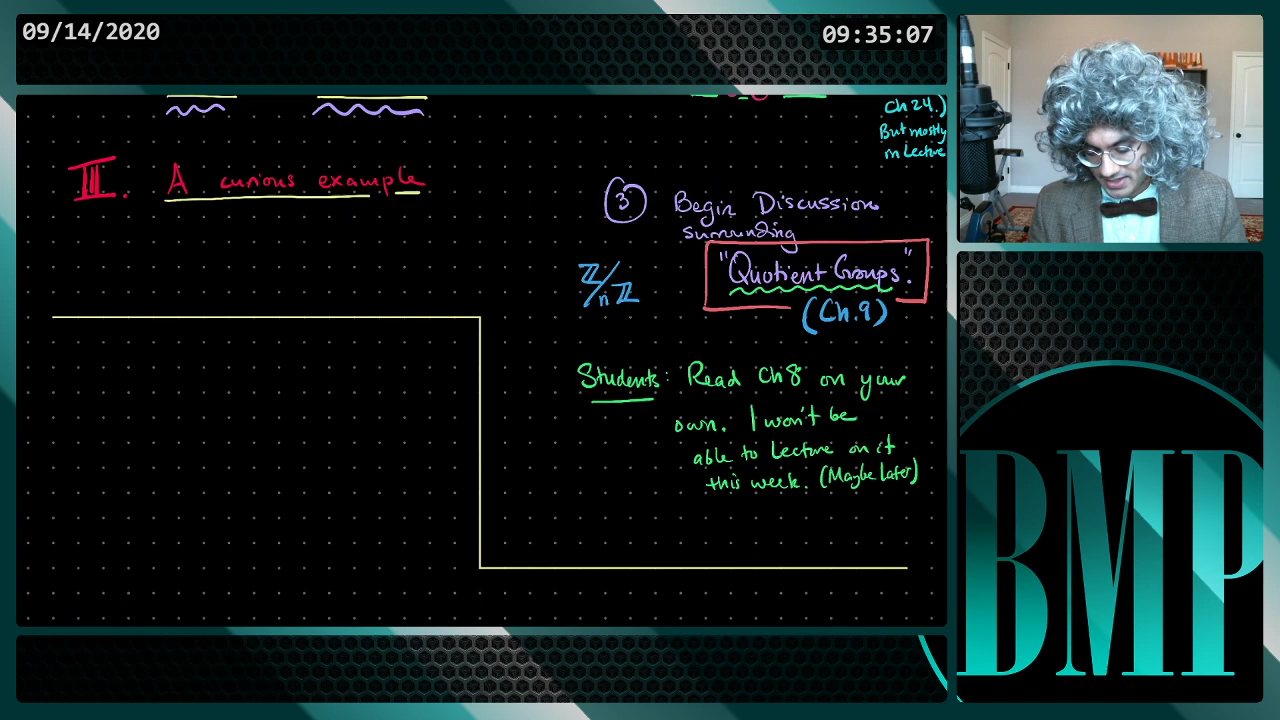 09/14/2020
09:35:07
Ch 24.)
But mostly
in Lecture
III. A curious example
3 Begin Discussion
surrounding
"Quotient Groups".
ℤ/nℤ
(Ch.9)
Students: Read Ch 8 on your
own. I won't be
able to Lecture on it
this week. (Maybe Later)
BMP